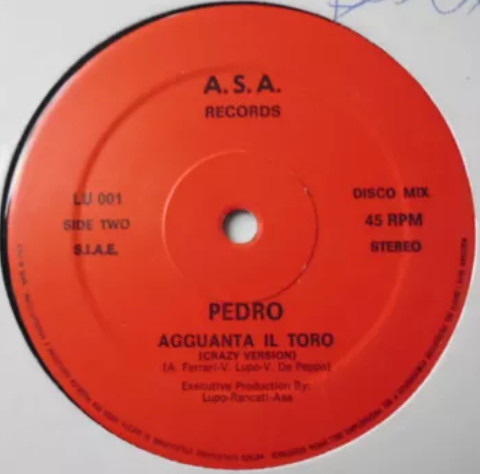 A.S.A.
RECORDS
LU 001
SIDE TWO
S.I.A.E.
DISCO MIX
45 RPM
STEREO
PEDRO
AGGUANTA IL TORO
(CRAZY VERSION)
(A. Ferrari-V. Lupo-V. De Peppo)
Executive Production By:
Lupo-Rancati-Asa